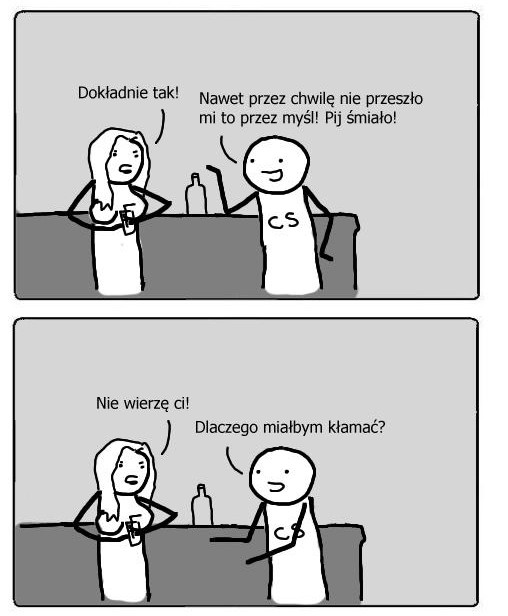 Dokładnie tak!
Nawet przez chwilę nie przeszło
mi to przez myśl! Pij śmiało!
CS
Nie wierzę ci!
Dlaczego miałbym kłamać?
CS